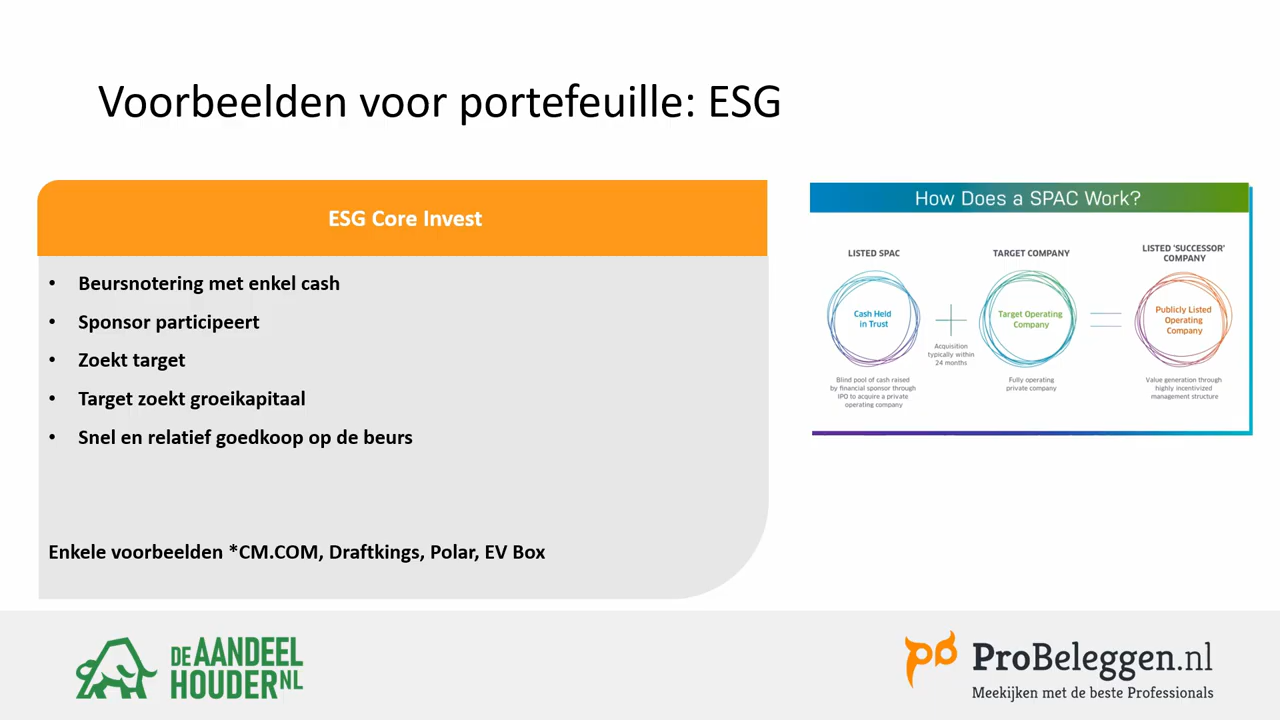 Voorbeelden voor portefeuille: ESG
ESG Core Invest
• Beursnotering met enkel cash
• Sponsor participeert
• Zoekt target
• Target zoekt groeikapitaal
• Snel en relatief goedkoop op de beurs
Enkele voorbeelden *CM.COM, Draftkings, Polar, EV Box
How Does a SPAC Work?
LISTED SPAC
Cash Held
in Trust
Blind pool of cash raised
by financial sponsor through
IPO to acquire a private
operating company
Acquisition
typically within
24 months
TARGET COMPANY
Target Operating
Company
Fully operating
private company
LISTED 'SUCCESSOR'
COMPANY
Publicly Listed
Operating
Company
Value generation through
highly incentivized
management structure
DE AANDEEL
HOUDER NL
ProBeleggen.nl
Meekijken met de beste Professionals